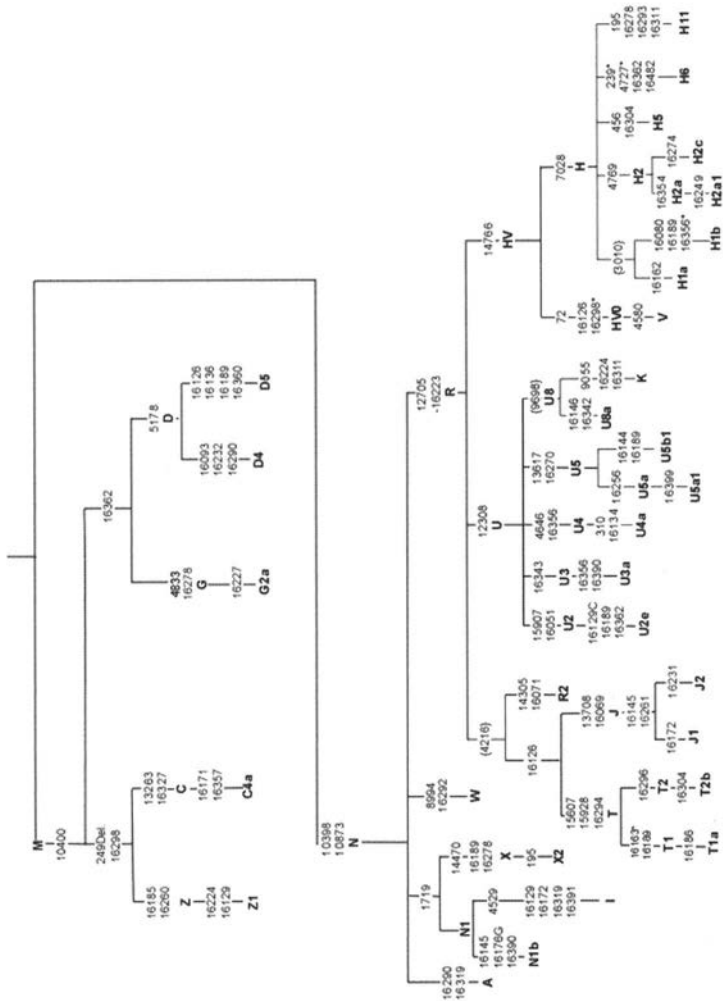 M
10400
249Del.
16298
16185
16260
Z
16224
16129
Z1
13263
16327
C
16171
16357
C4a
16362
4833
16278
G
16227
G2a
5178
D
16093
16232
16290
D4
16126
16136
16189
16360
D5
10398
10873
N
16290
16319
A
1719
N1
16145
16176G
16390
N1b
4529
16129
16172
16319
16391
I
14470
16189
16278
X
195
X2
8994
16292
W
12705
-16223
R
(4216)
16126
15607
15928
16294
T
16163*
16189
T1
16186
T1a
16296
T2
16304
T2b
13708
16069
J
16145
16261
16172
J1
16231
J2
14305
16071
R2
12308
U
15907
16051
U2
16129C
16189
16362
U2e
16343
U3
16356
16390
U3a
4646
16356
U4
310
16134
U4a
13617
16270
U5
16256
U5a
16399
U5a1
16144
16189
U5b1
(9698)
U8
16146
16342
U8a
9055
16224
16311
K
14766
HV
72
16126
16298*
HV0
4580
V
7028
H
(3010)
16162
H1a
16080
16189
16356*
H1b
4769
H2
16354
H2a
16249
H2a1
16274
H2c
456
16304
H5
239*
4727*
16362
16482
H6
195
16278
16293
16311
H11